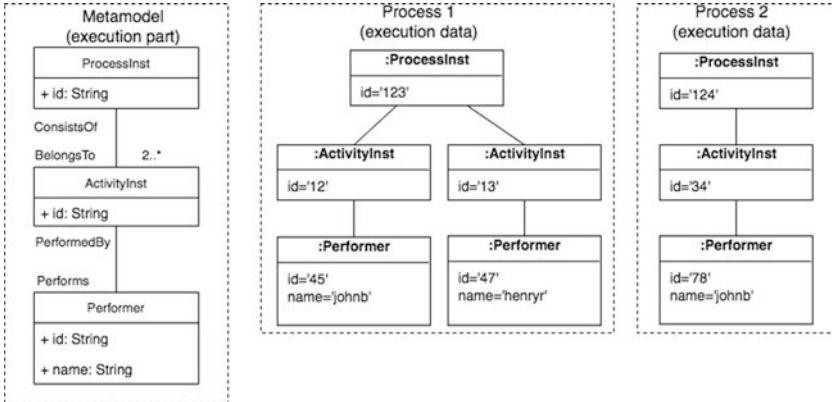 Metamodel
(execution part)
ProcessInst
+ id: String
ConsistsOf
BelongsTo 2..*
ActivityInst
+ id: String
PerformedBy
Performs
Performer
+ id: String
+ name: String
Process 1
(execution data)
:ProcessInst
id='123'
:ActivityInst
id='12'
:ActivityInst
id='13'
:Performer
id='45'
name='johnb'
:Performer
id='47'
name='henryr'
Process 2
(execution data)
:ProcessInst
id='124'
:ActivityInst
id='34'
:Performer
id='78'
name='johnb'